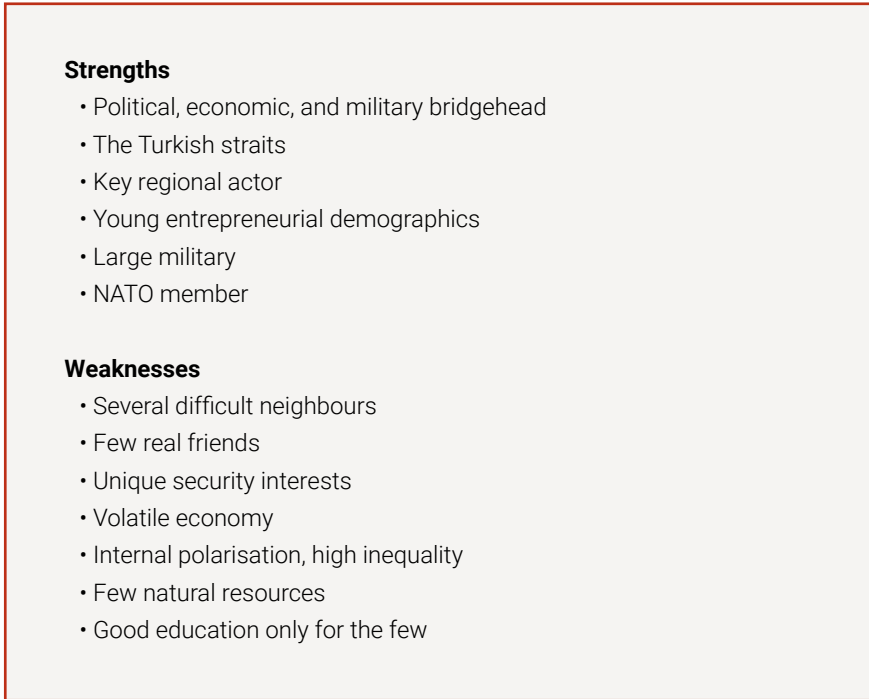 Strengths
• Political, economic, and military bridgehead
• The Turkish straits
• Key regional actor
• Young entrepreneurial demographics
• Large military
• NATO member
Weaknesses
• Several difficult neighbours
• Few real friends
• Unique security interests
• Volatile economy
• Internal polarisation, high inequality
• Few natural resources
• Good education only for the few